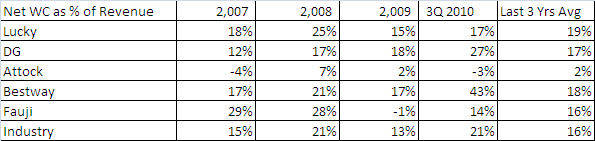 Net WC as % of Revenue 2,007 2,008 2,009 3Q 2010 Last 3 Yrs Avg
Lucky 18% 25% 15% 17% 19%
DG 12% 17% 18% 27% 17%
Attock -4% 7% 2% -3% 2%
Bestway 17% 21% 17% 43% 18%
Fauji 29% 28% -1% 14% 16%
Industry 15% 21% 13% 21% 16%